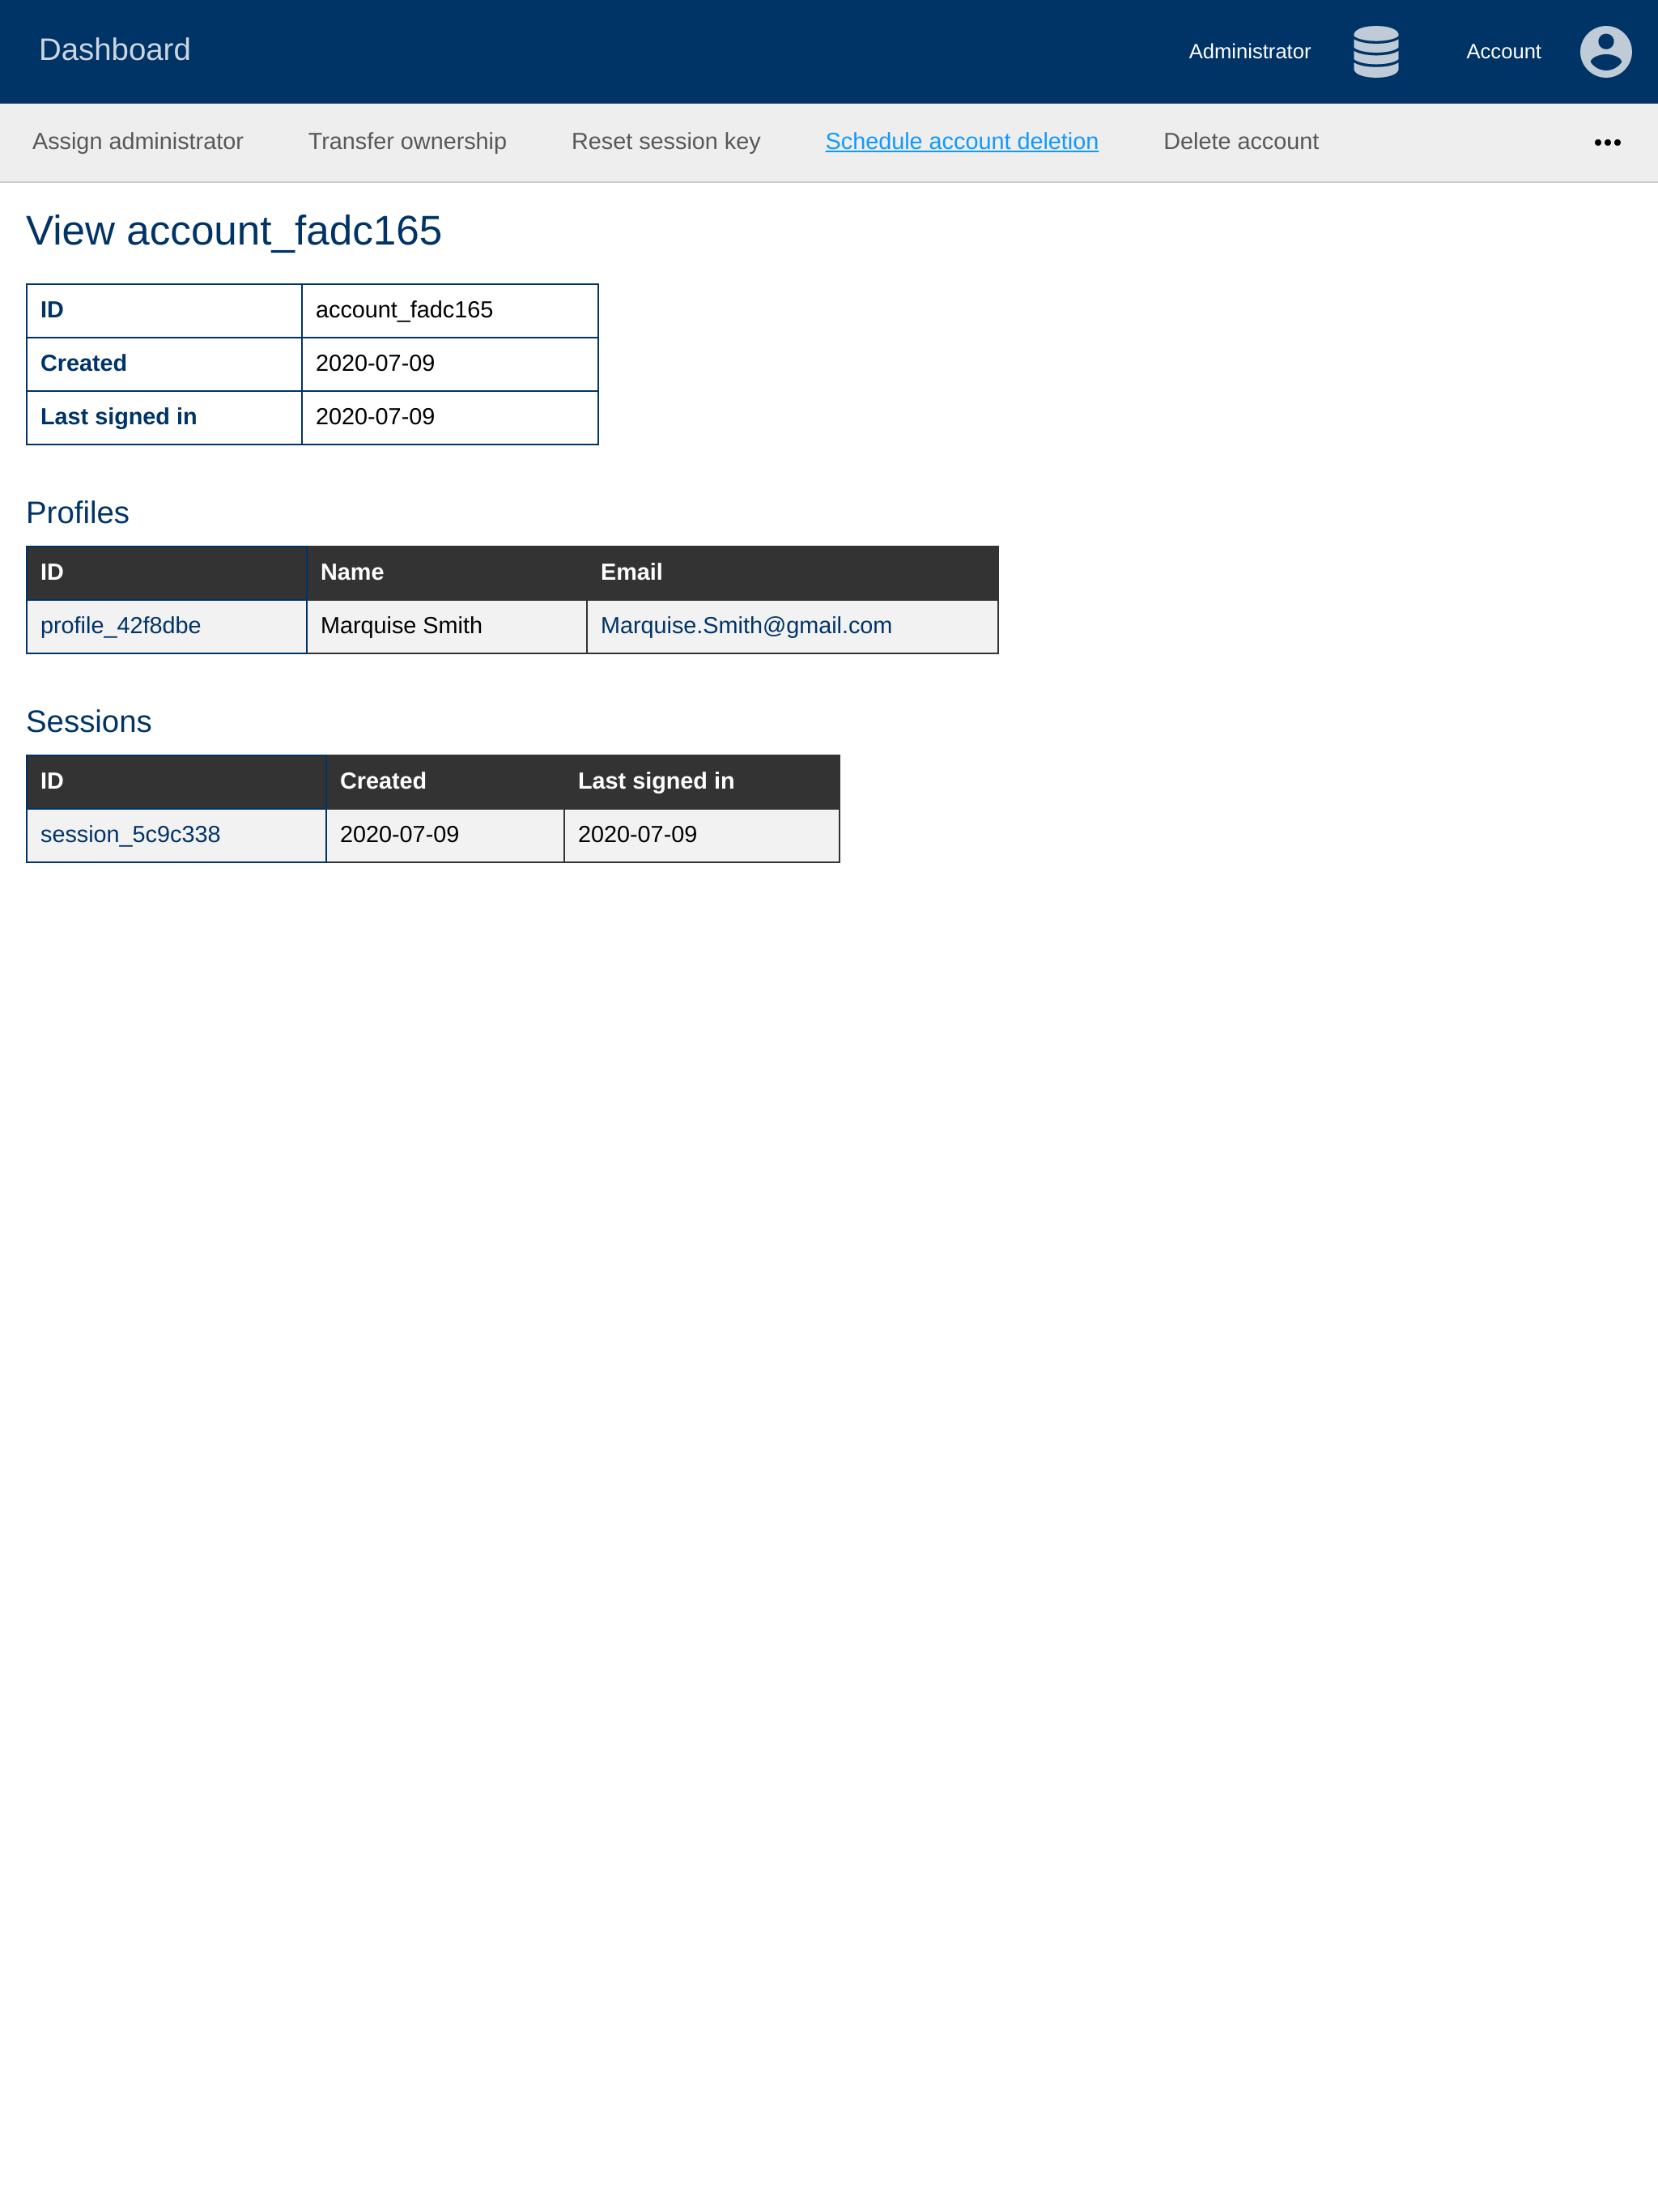 Dashboard Administrator Account
Assign administrator Transfer ownership Reset session key Schedule account deletion Delete account •••
View account_fadc165
ID account_fadc165
Created 2020-07-09
Last signed in 2020-07-09
Profiles
ID Name Email
profile_42f8dbe Marquise Smith Marquise.Smith@gmail.com
Sessions
ID Created Last signed in
session_5c9c338 2020-07-09 2020-07-09